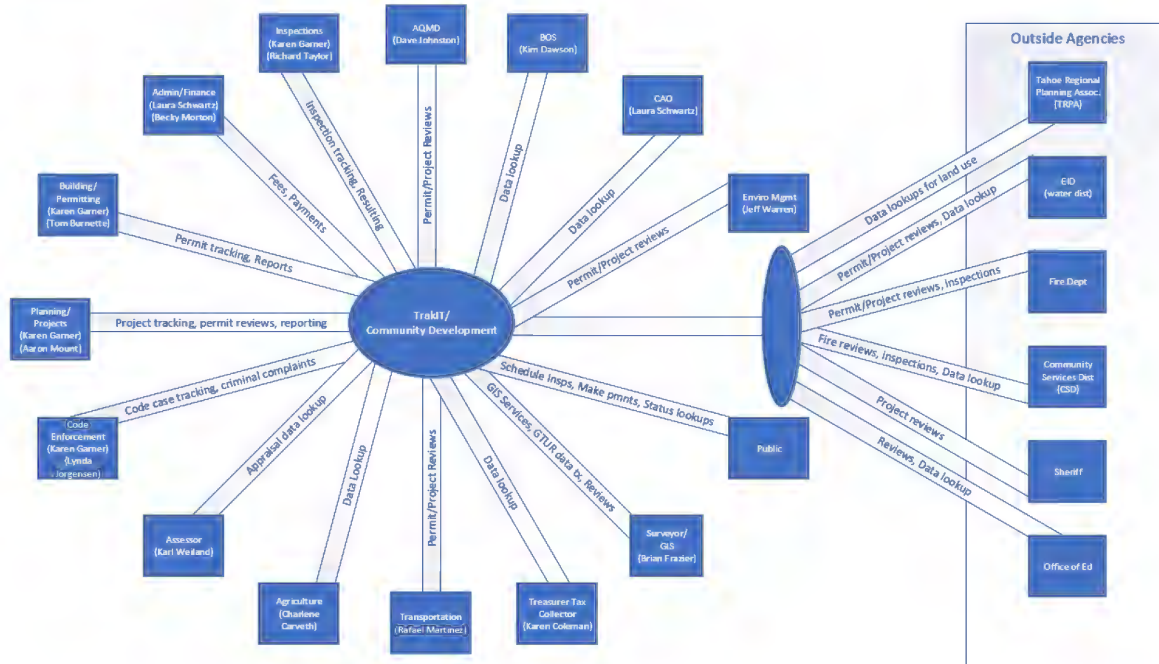 Inspections
(Karen Garner)
(Richard Taylor)
AQMD
(Dave Johnston)
BOS
(Kim Dawson)
CAO
(Laura Schwartz)
Admin/Finance
(Laura Schwartz)
(Becky Morton)
Building/
Permitting
(Karen Garner)
(Tom Burnette)
Planning/
Projects
(Karen Garner)
(Aaron Mount)
Code
Enforcement
(Karen Garner)
(Lynda
Jorgensen)
Assessor
(Karl Weiland)
Agriculture
(Charlene
Carveth)
Transportation
(Rafael Martinez)
Treasurer Tax
Collector
(Karen Coleman)
Surveyor/
GIS
(Brian Frazier)
Public
Enviro Mgmt
(Jeff Warren)
TrakIT/
Community Development
Inspection tracking, Resulting
Permit/Project Reviews
Data lookup
Data lookup
Permit/Project reviews
Fees, Payments
Permit tracking, Reports
Project tracking, permit reviews, reporting
Code case tracking, criminal complaints
Appraisal data lookup
Data Lookup
Permit/Project Reviews
Data lookup
GIS Services, GTUR data tx, Reviews
Schedule insps, Make pmnts, Status lookups
Outside Agencies
Tahoe Regional
Planning Assoc.
(TRPA)
EID
(water dist)
Fire Dept
Community
Services Dist
(CSD)
Sheriff
Office of Ed
Data lookups for land use
Permit/Project reviews, Data lookup
Permit/Project reviews, Inspections
Fire reviews, Inspections, Data lookup
Project reviews
Reviews, Data lookup